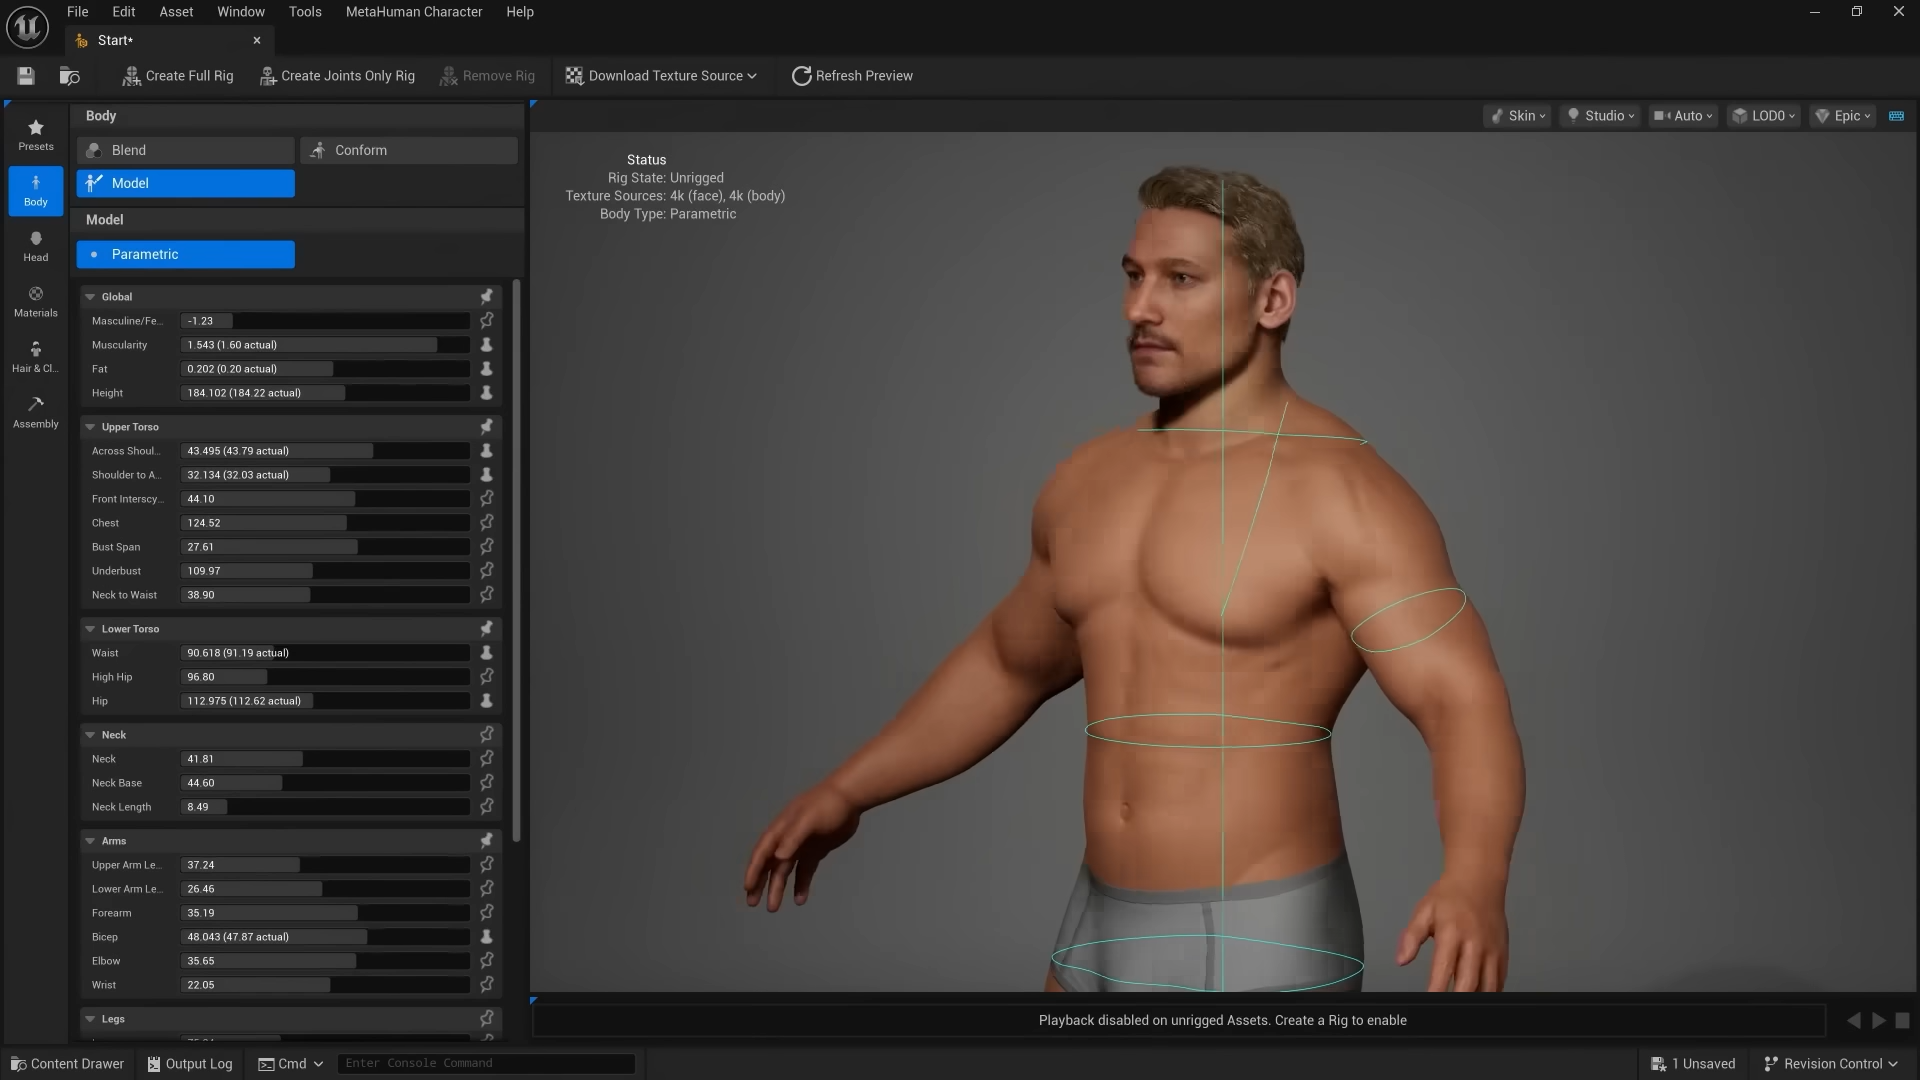 File Edit Asset Window Tools MetaHuman Character Help
Start*
Create Full Rig Create Joints Only Rig Remove Rig Download Texture Source Refresh Preview
Presets
Body
Head
Materials
Hair & Cl...
Assembly
Body
Blend Conform
Model
Model
Parametric
Global
Masculine/Fe... -1.23
Muscularity 1.543 (1.60 actual)
Fat 0.202 (0.20 actual)
Height 184.102 (184.22 actual)
Upper Torso
Across Shoul... 43.495 (43.79 actual)
Shoulder to A... 32.134 (32.03 actual)
Front Interscy... 44.10
Chest 124.52
Bust Span 27.61
Underbust 109.97
Neck to Waist 38.90
Lower Torso
Waist 90.618 (91.19 actual)
High Hip 96.80
Hip 112.975 (112.62 actual)
Neck
Neck 41.81
Neck Base 44.60
Neck Length 8.49
Arms
Upper Arm Le... 37.24
Lower Arm Le... 26.46
Forearm 35.19
Bicep 48.043 (47.87 actual)
Elbow 35.65
Wrist 22.05
Legs
Skin Studio Auto LOD0 Epic
Status
Rig State: Unrigged
Texture Sources: 4k (face), 4k (body)
Body Type: Parametric
Playback disabled on unrigged Assets. Create a Rig to enable
Content Drawer Output Log Cmd Enter Console Command 1 Unsaved Revision Control